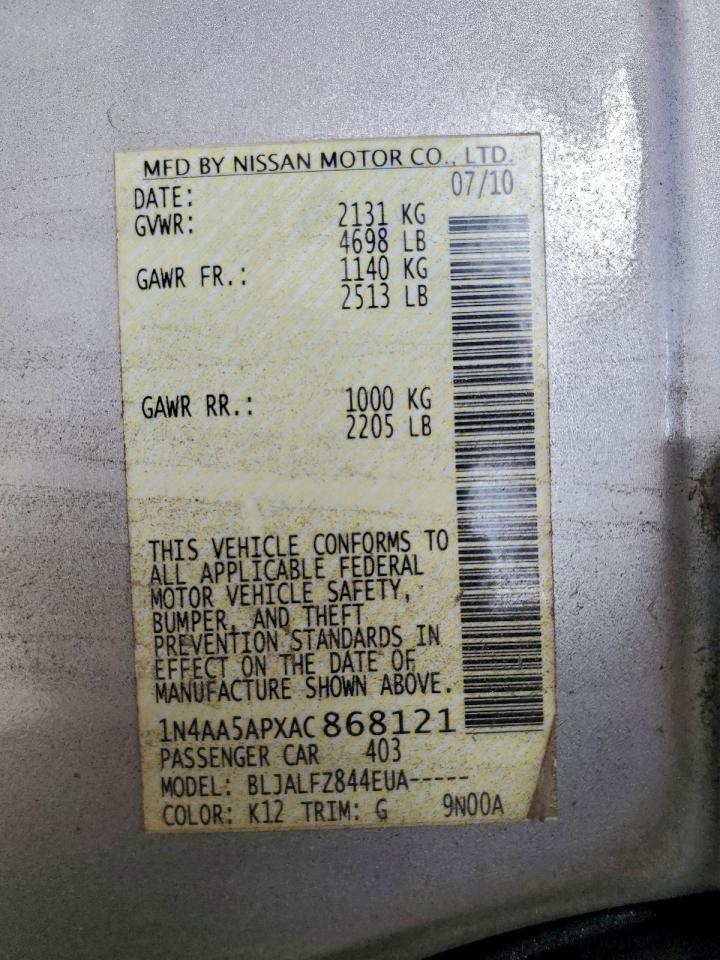 MFD BY NISSAN MOTOR CO., LTD.
DATE: 07/10
GVWR: 2131 KG
4698 LB
GAWR FR.: 1140 KG
2513 LB
GAWR RR.: 1000 KG
2205 LB
THIS VEHICLE CONFORMS TO
ALL APPLICABLE FEDERAL
MOTOR VEHICLE SAFETY,
BUMPER, AND THEFT
PREVENTION STANDARDS IN
EFFECT ON THE DATE OF
MANUFACTURE SHOWN ABOVE.
1N4AA5APXAC868121
PASSENGER CAR 403
MODEL: BLJALFZ844EUA-----
COLOR: K12 TRIM: G 9N00A